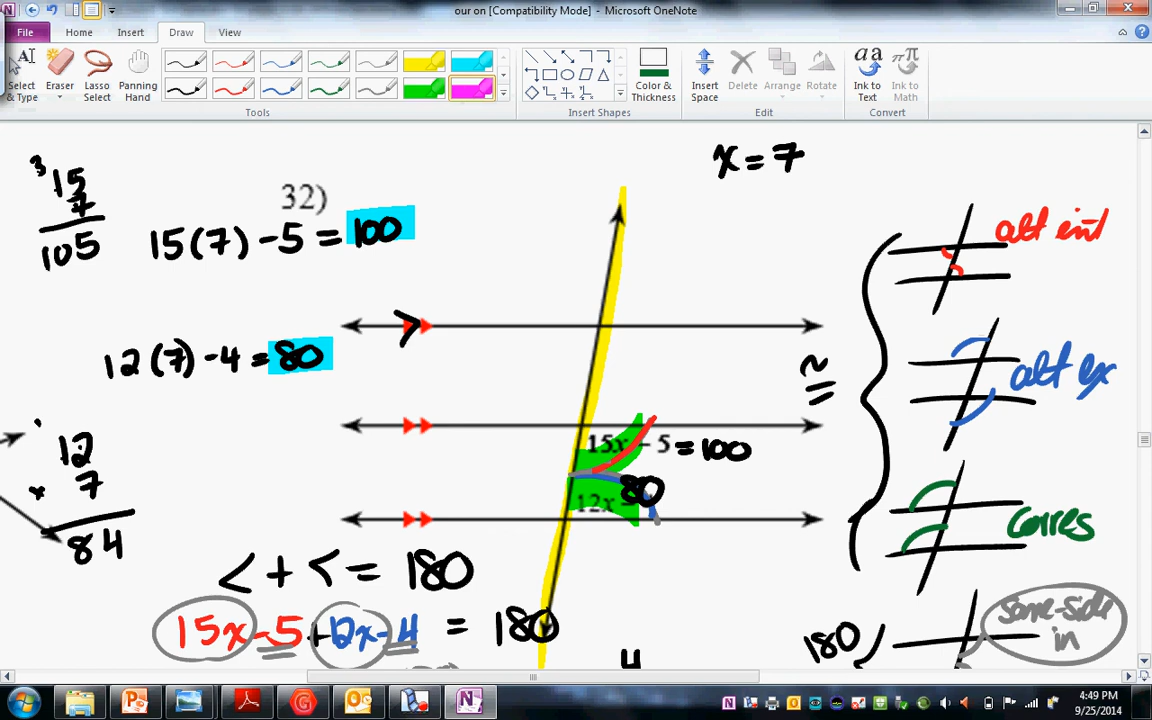 our on [Compatibility Mode] - Microsoft OneNote
File Home Insert Draw View
Select & Type
Eraser
Lasso Select
Panning Hand
Color & Thickness
Insert Space
Delete
Arrange
Rotate
Ink to Text
Ink to Math
Tools
Insert Shapes
Edit
Convert
x = 7
3
15
7
105
32)
15(7) - 5 = 100
12(7) - 4 = 80
12
× 7
84
15x - 5 = 100
12x
80
≅
alt int
alt ex
corres
same-side in
180
< + < = 180
15x - 5 + 12x - 4 = 180
4:49 PM
9/25/2014